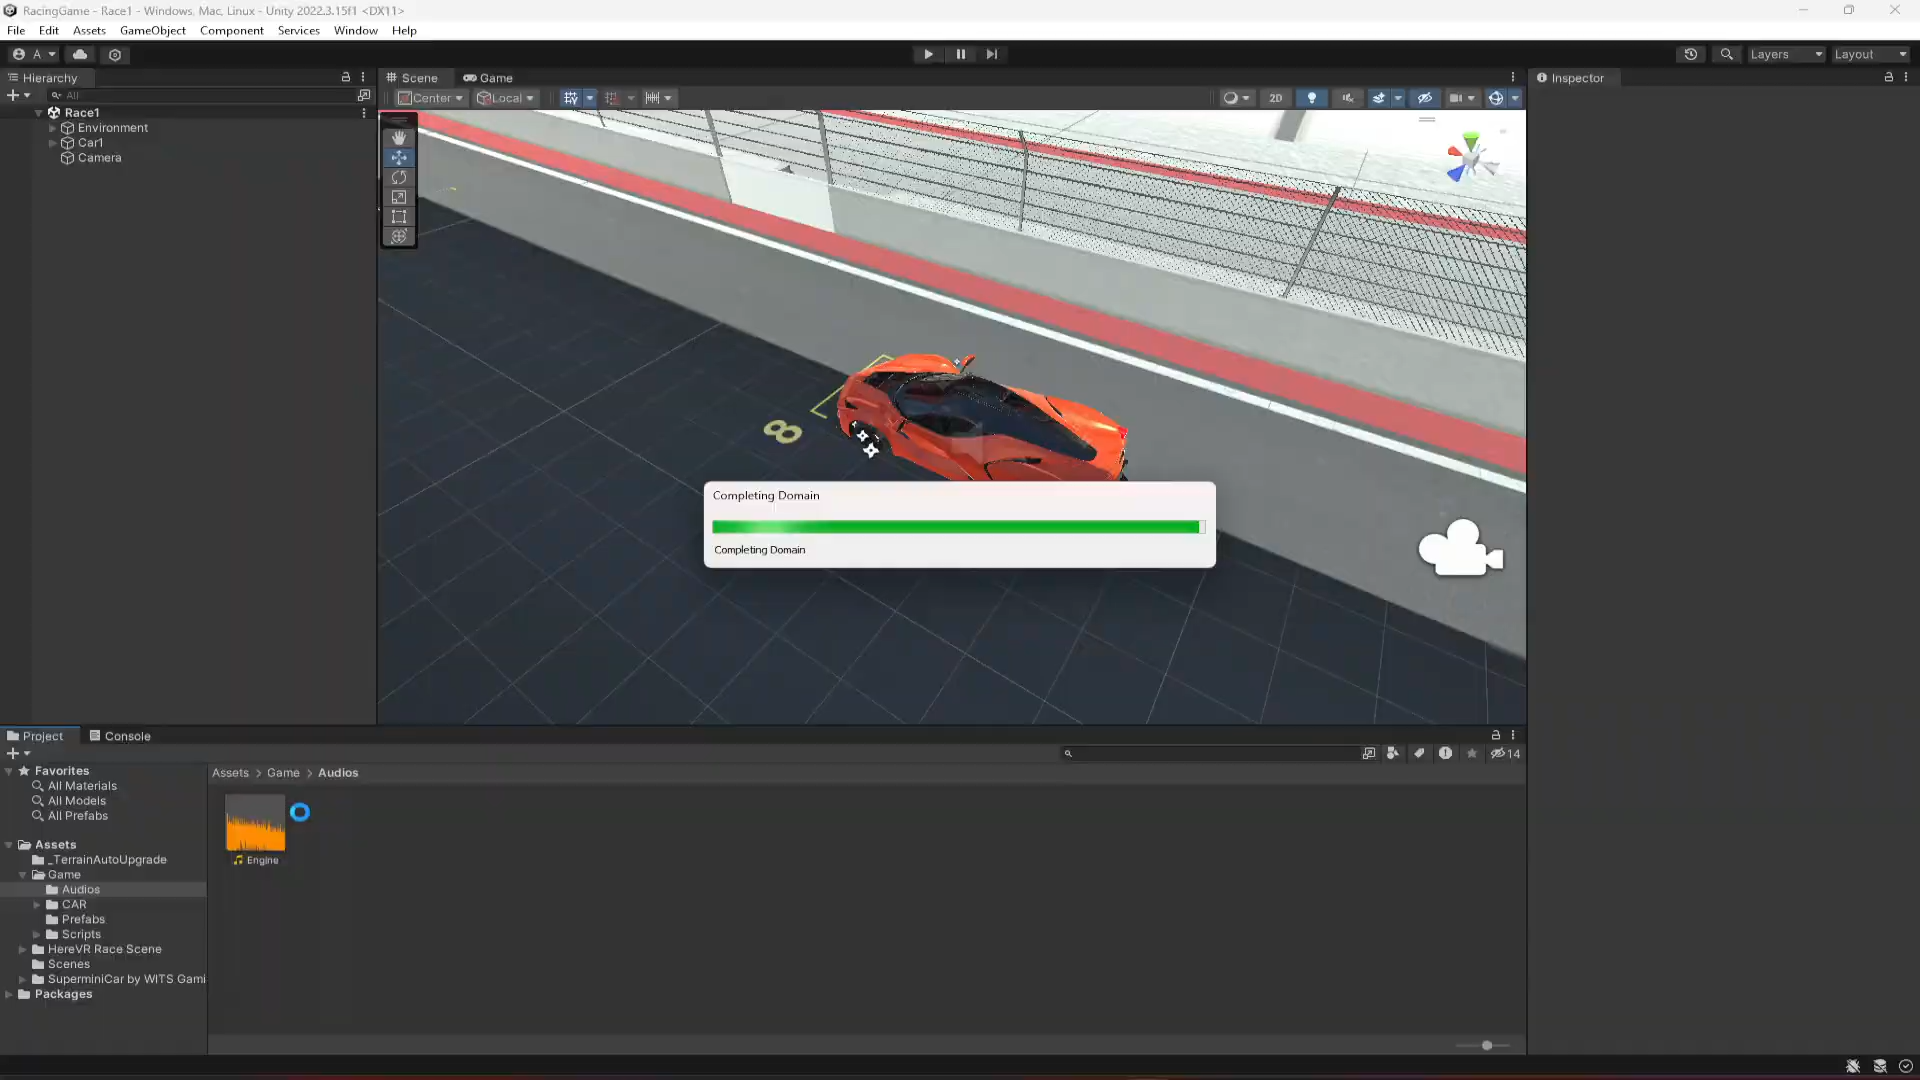 RacingGame - Race1 - Windows, Mac, Linux - Unity 2022.3.15f1 <DX11>
File Edit Assets GameObject Component Services Window Help
A Layers Layout
Hierarchy
All
Race1
Environment
Car1
Camera
Scene Game
Center Local 2D
8
Completing Domain
Completing Domain
Inspector
Project Console
14
Favorites
All Materials
All Models
All Prefabs
Assets
_TerrainAutoUpgrade
Game
Audios
CAR
Prefabs
Scripts
HereVR Race Scene
Scenes
SuperminiCar by WITS Gami
Packages
Assets > Game > Audios
Engine